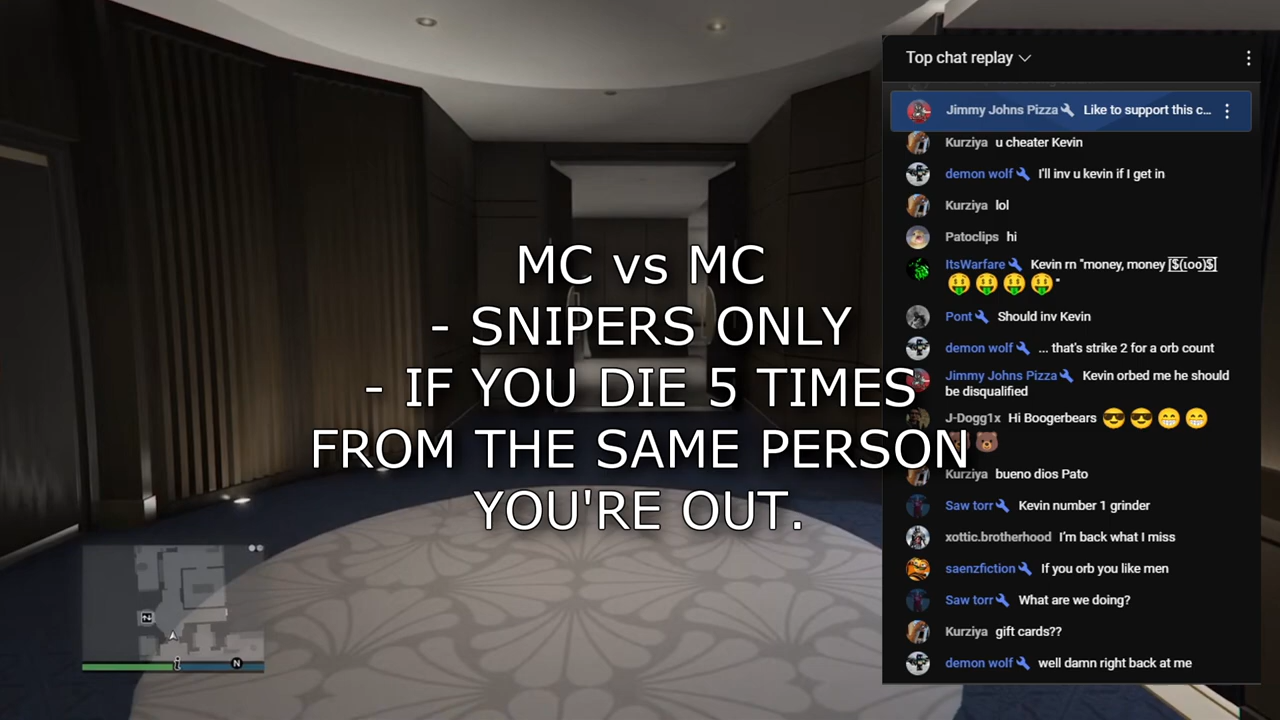 MC vs MC
- SNIPERS ONLY
- IF YOU DIE 5 TIMES
FROM THE SAME PERSON
YOU'RE OUT.
N
Top chat replay
Jimmy Johns Pizza Like to support this c...
Kurziya u cheater Kevin
demon wolf I'll inv u kevin if I get in
Kurziya lol
Patoclips hi
ItsWarfare Kevin rn "money, money
🤑 🤑 🤑 🤑 "
Pont Should inv Kevin
demon wolf ... that's strike 2 for a orb count
Jimmy Johns Pizza Kevin orbed me he should
be disqualified
J-Dogg1x Hi Boogerbears 😎 😎 😁 😁
🐻 🐻
Kurziya bueno dios Pato
Saw torr Kevin number 1 grinder
xottic.brotherhood I'm back what I miss
saenzfiction If you orb you like men
Saw torr What are we doing?
Kurziya gift cards??
demon wolf well damn right back at me